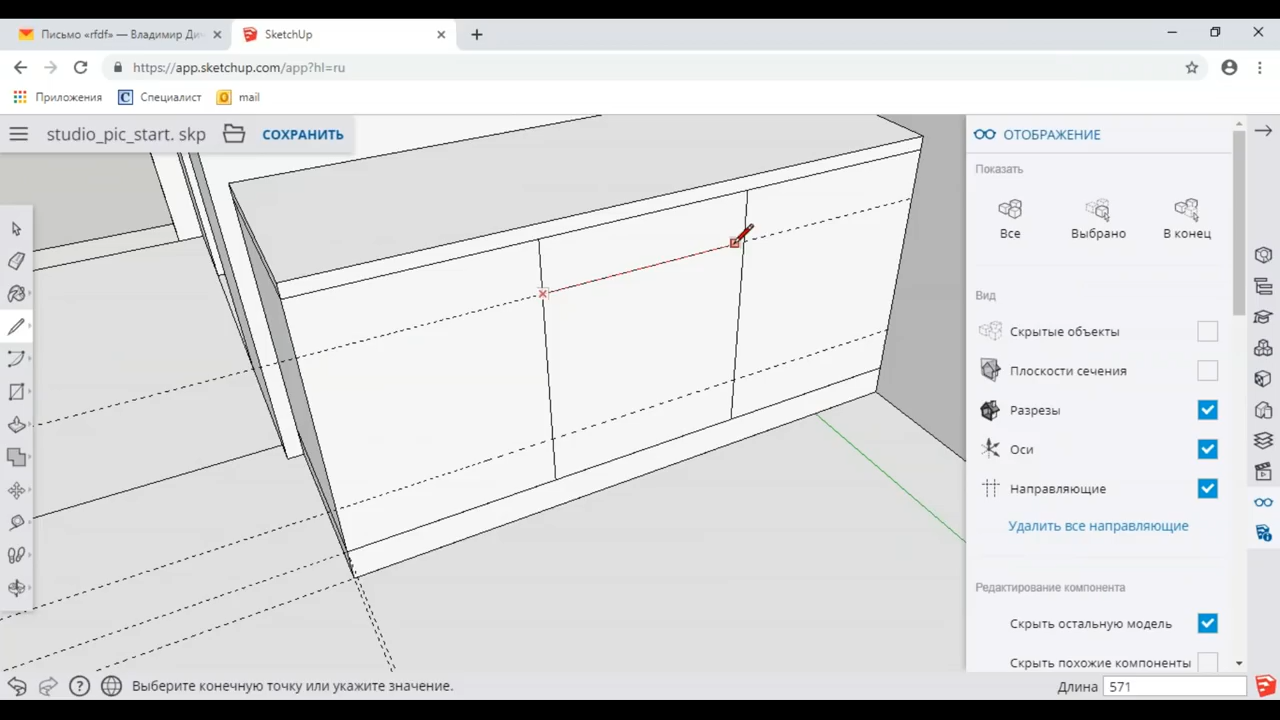 Письмо «rfdf» — Владимир Дич
SketchUp
https://app.sketchup.com/app?hl=ru
Приложения
Специалист
mail
studio_pic_start. skp
СОХРАНИТЬ
ОТОБРАЖЕНИЕ
Показать
Все
Выбрано
В конец
Вид
Скрытые объекты
Плоскости сечения
Разрезы
Оси
Направляющие
Удалить все направляющие
Редактирование компонента
Скрыть остальную модель
Скрыть похожие компоненты
Выберите конечную точку или укажите значение.
Длина 571